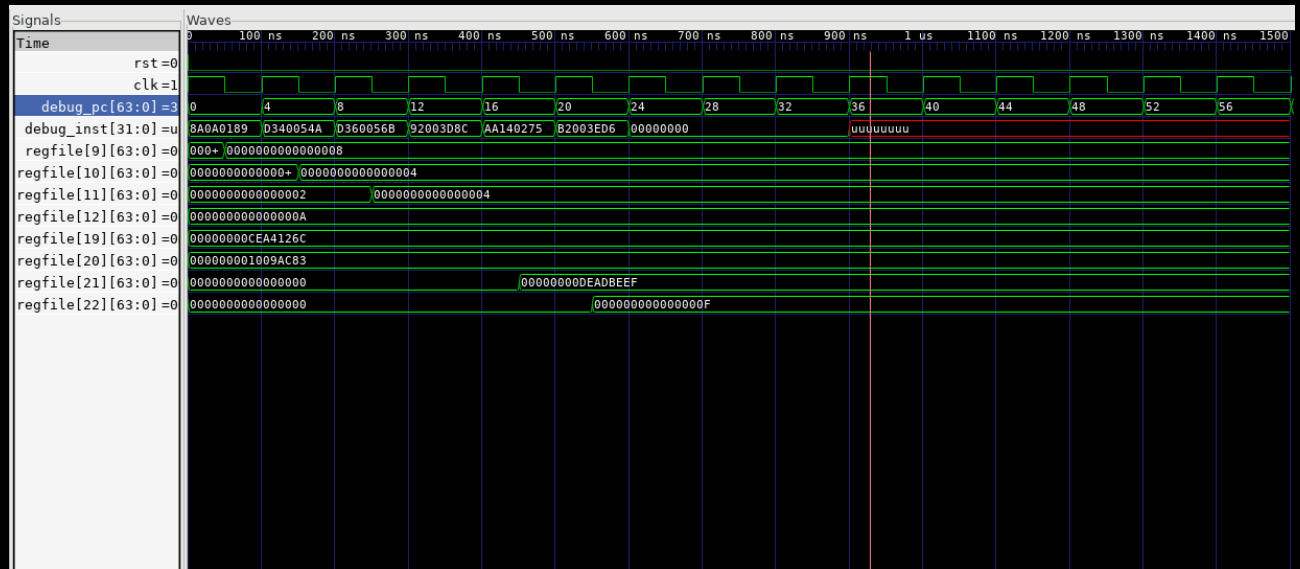 Signals Waves
Time 0 100 ns 200 ns 300 ns 400 ns 500 ns 600 ns 700 ns 800 ns 900 ns 1 us 1100 ns 1200 ns 1300 ns 1400 ns 1500
rst =0
clk =1
debug_pc[63:0] =3 0 4 8 12 16 20 24 28 32 36 40 44 48 52 56
debug_inst[31:0] =u 8A0A0189 D340054A D360056B 92003D8C AA140275 B2003ED6 00000000 uuuuuuuu
regfile[9][63:0] =0 000+ 0000000000000008
regfile[10][63:0] =0 0000000000000+ 0000000000000004
regfile[11][63:0] =0 0000000000000002 0000000000000004
regfile[12][63:0] =0 000000000000000A
regfile[19][63:0] =0 00000000CEA4126C
regfile[20][63:0] =0 000000001009AC83
regfile[21][63:0] =0 0000000000000000 00000000DEADBEEF
regfile[22][63:0] =0 0000000000000000 000000000000000F